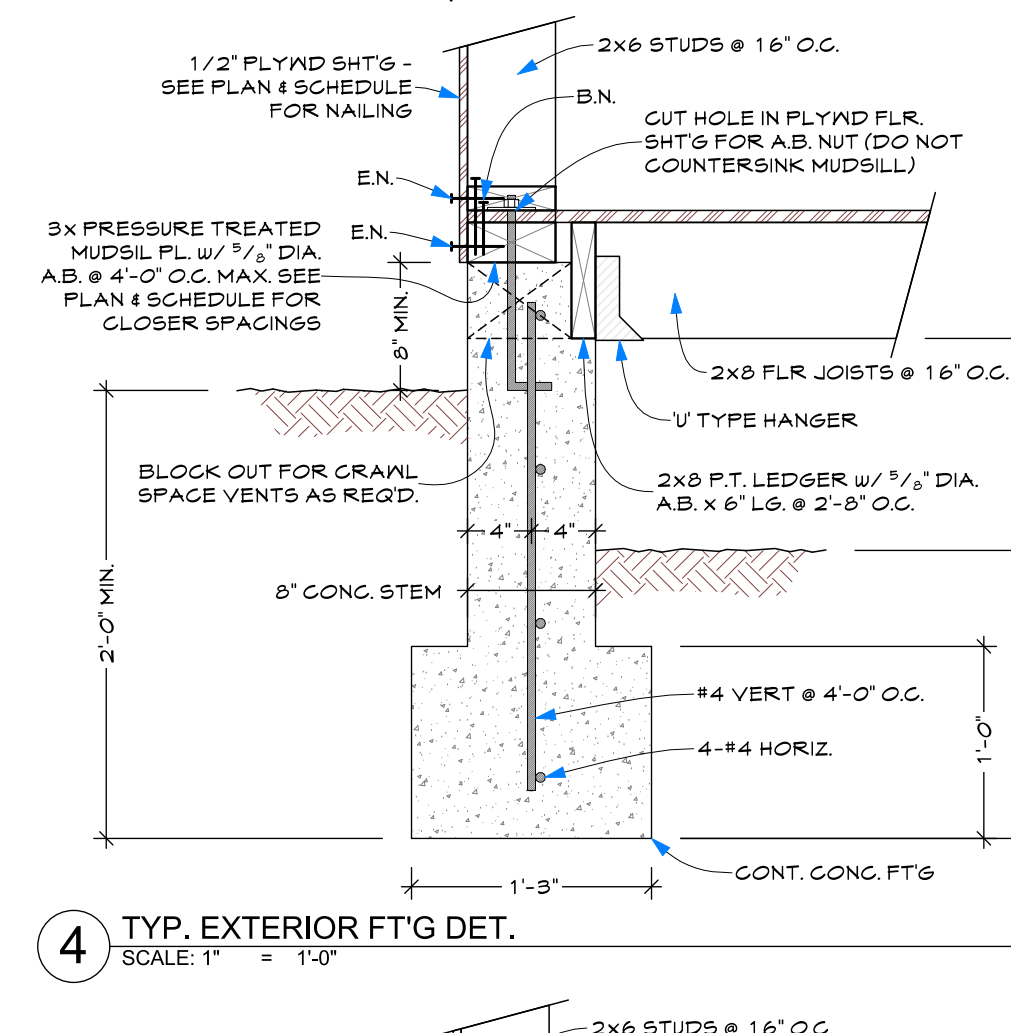 2x6 STUDS @ 16" O.C.
1/2" PLYWD SHT'G -
SEE PLAN & SCHEDULE
FOR NAILING
B.N.
CUT HOLE IN PLYWD FLR.
SHT'G FOR A.B. NUT (DO NOT
COUNTERSINK MUDSILL)
E.N.
E.N.
3x PRESSURE TREATED
MUDSIL PL. w/ 5/8" DIA.
A.B. @ 4'-0" O.C. MAX. SEE
PLAN & SCHEDULE FOR
CLOSER SPACINGS
8" MIN.
2x8 FLR JOISTS @ 16" O.C.
'U' TYPE HANGER
BLOCK OUT FOR CRAWL
SPACE VENTS AS REQ'D.
2x8 P.T. LEDGER w/ 5/8" DIA.
A.B. x 6" LG. @ 2'-8" O.C.
4" 4"
8" CONC. STEM
2'-0" MIN.
#4 VERT @ 4'-0" O.C.
4-#4 HORIZ.
1'-0"
CONT. CONC. FT'G
1'-3"
4 TYP. EXTERIOR FT'G DET.
SCALE: 1" = 1'-0"
2x6 STUDS @ 16" O.C.